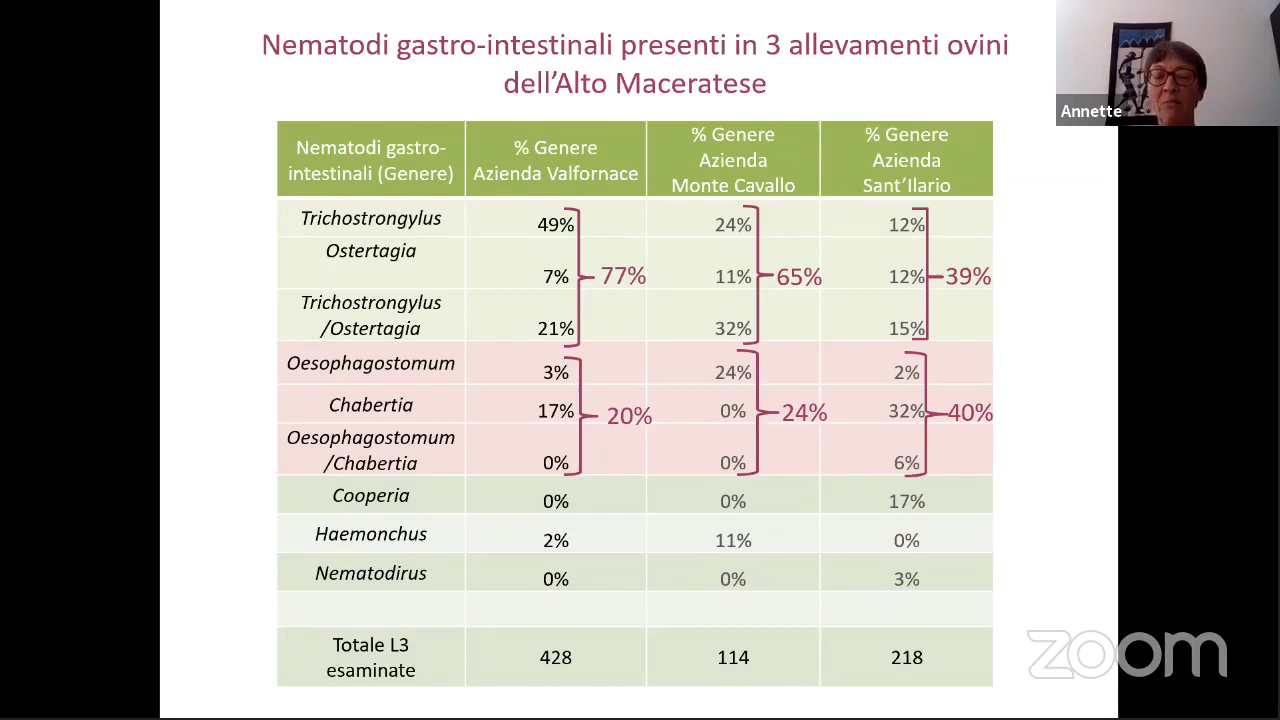 Nematodi gastro-intestinali presenti in 3 allevamenti ovini
dell'Alto Maceratese
Annette
Nematodi gastro-
intestinali (Genere)
% Genere
Azienda Valfornace
% Genere
Azienda
Monte Cavallo
% Genere
Azienda
Sant'Ilario
Trichostrongylus
49%
24%
12%
Ostertagia
7%
11%
12%
77%
65%
39%
Trichostrongylus
/Ostertagia
21%
32%
15%
Oesophagostomum
3%
24%
2%
Chabertia
17%
0%
32%
20%
24%
40%
Oesophagostomum
/Chabertia
0%
0%
6%
Cooperia
0%
0%
17%
Haemonchus
2%
11%
0%
Nematodirus
0%
0%
3%
Totale L3
esaminate
428
114
218
zoom